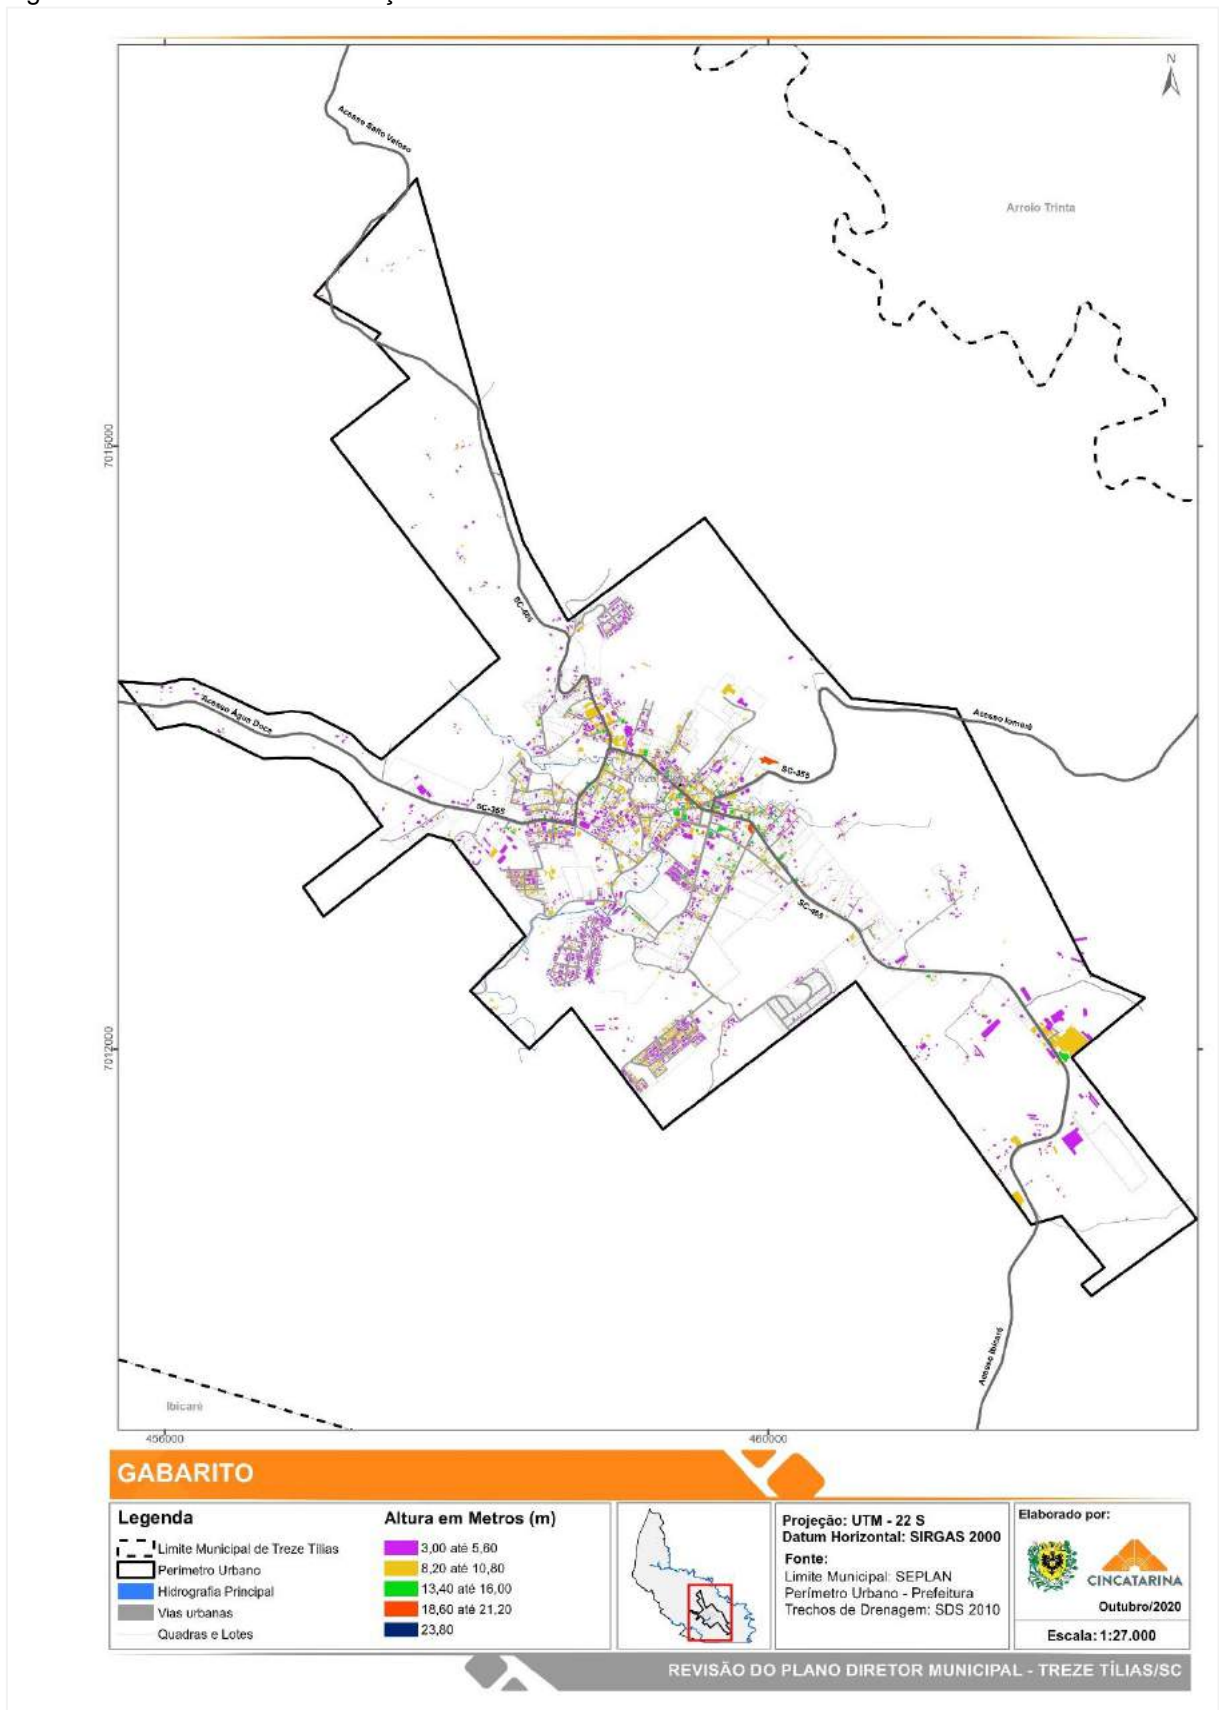 N
Acesso Salto Veloso
Arroio Trinta
7016000
SC-465
Acesso Água Doce
Acesso Iomerê
SC-355
SC-355
Treze
SC-465
7012000
Acesso Ibicaré
Ibicaré
456000
460000
GABARITO
Legenda
Limite Municipal de Treze Tílias
Perímetro Urbano
Hidrografia Principal
Vias urbanas
Quadras e Lotes
Altura em Metros (m)
3,00 até 5,60
8,20 até 10,80
13,40 até 16,00
18,60 até 21,20
23,80
Projeção: UTM - 22 S
Datum Horizontal: SIRGAS 2000
Fonte:
Limite Municipal: SEPLAN
Perímetro Urbano - Prefeitura
Trechos de Drenagem: SDS 2010
Elaborado por:
CINCATARINA
Outubro/2020
Escala: 1:27.000
REVISÃO DO PLANO DIRETOR MUNICIPAL - TREZE TÍLIAS/SC